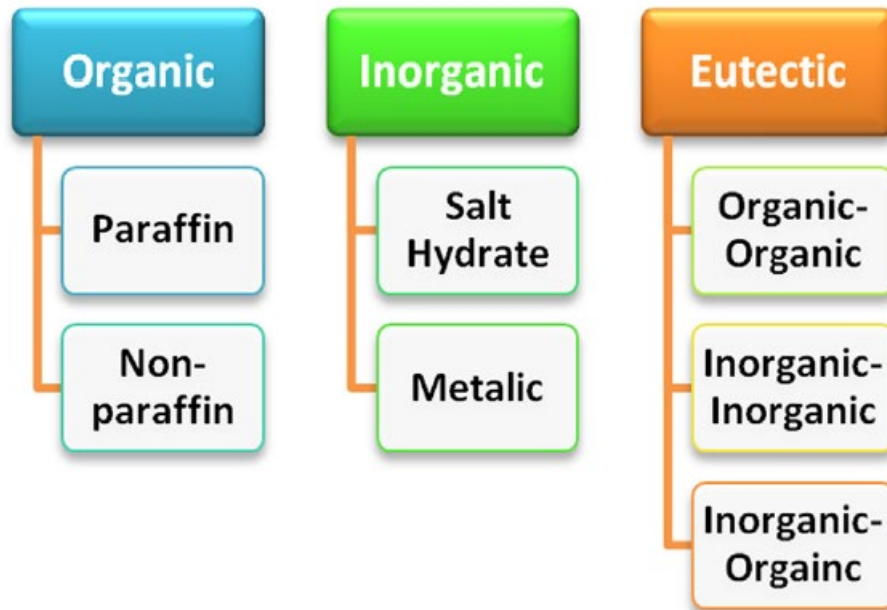 Organic
Paraffin
Non-
paraffin
Inorganic
Salt
Hydrate
Metalic
Eutectic
Organic-
Organic
Inorganic-
Inorganic
Inorganic-
Orgainc